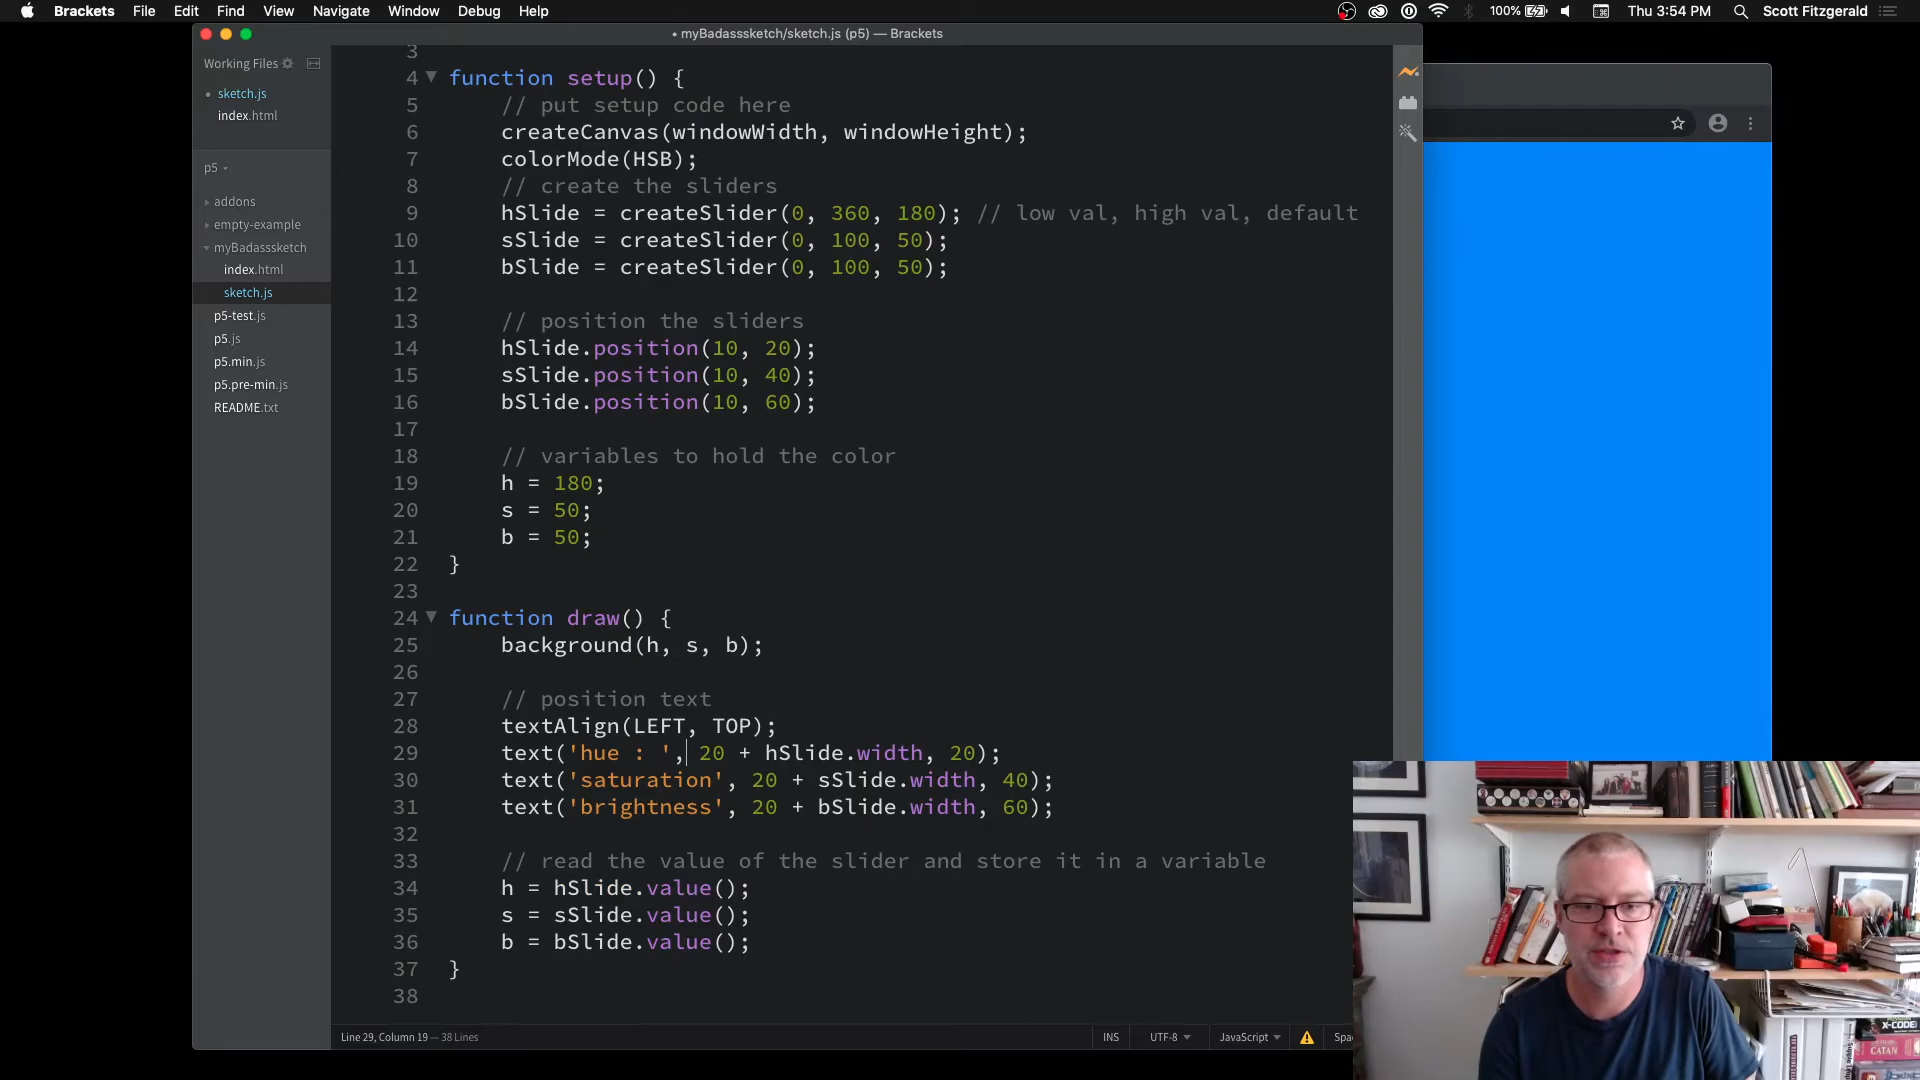 Brackets File Edit Find View Navigate Window Debug Help 100% Thu 3:54 PM Scott Fitzgerald
• myBadasssketch/sketch.js (p5) — Brackets
Working Files
sketch.js
index.html
p5
addons
empty-example
myBadasssketch
index.html
sketch.js
p5-test.js
p5.js
p5.min.js
p5.pre-min.js
README.txt
3
4 function setup() {
5 // put setup code here
6 createCanvas(windowWidth, windowHeight);
7 colorMode(HSB);
8 // create the sliders
9 hSlide = createSlider(0, 360, 180); // low val, high val, default
10 sSlide = createSlider(0, 100, 50);
11 bSlide = createSlider(0, 100, 50);
12
13 // position the sliders
14 hSlide.position(10, 20);
15 sSlide.position(10, 40);
16 bSlide.position(10, 60);
17
18 // variables to hold the color
19 h = 180;
20 s = 50;
21 b = 50;
22 }
23
24 function draw() {
25 background(h, s, b);
26
27 // position text
28 textAlign(LEFT, TOP);
29 text('hue : ', 20 + hSlide.width, 20);
30 text('saturation', 20 + sSlide.width, 40);
31 text('brightness', 20 + bSlide.width, 60);
32
33 // read the value of the slider and store it in a variable
34 h = hSlide.value();
35 s = sSlide.value();
36 b = bSlide.value();
37 }
38
Line 29, Column 19 — 38 Lines INS UTF-8 JavaScript Spac
X-CODE
CATAN